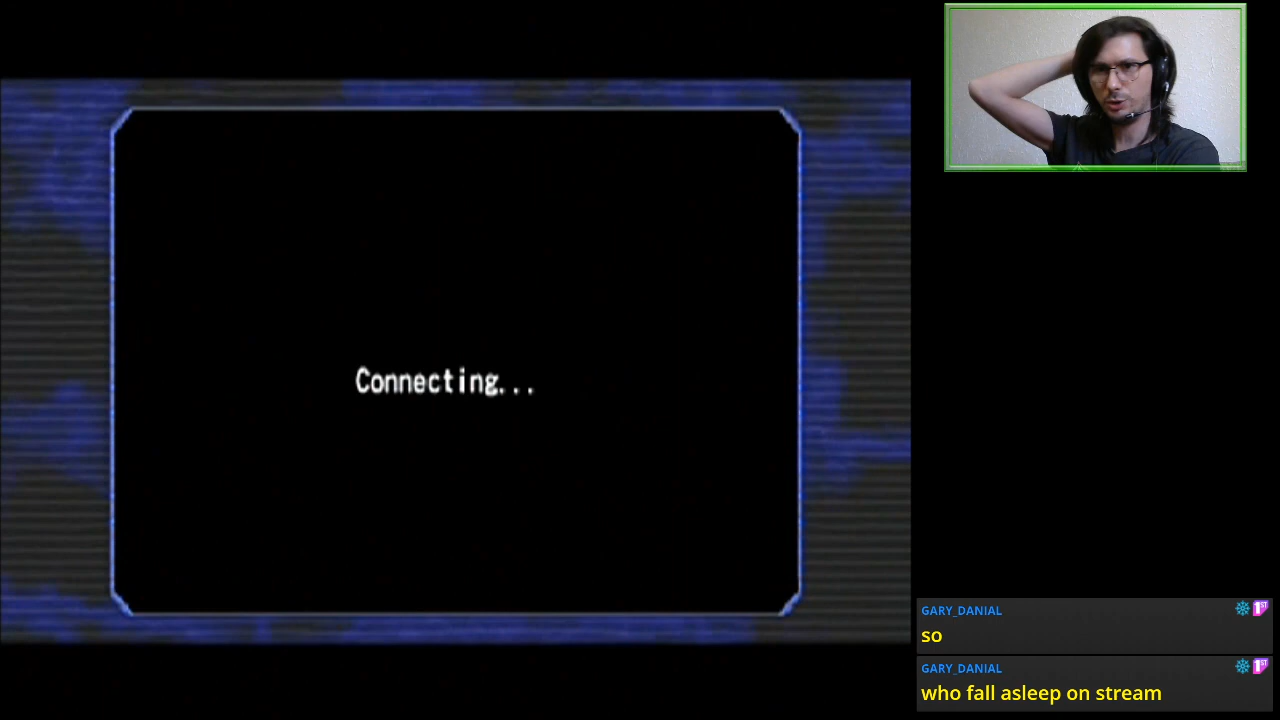 Connecting...
GARY_DANIAL
so
GARY_DANIAL
who fall asleep on stream